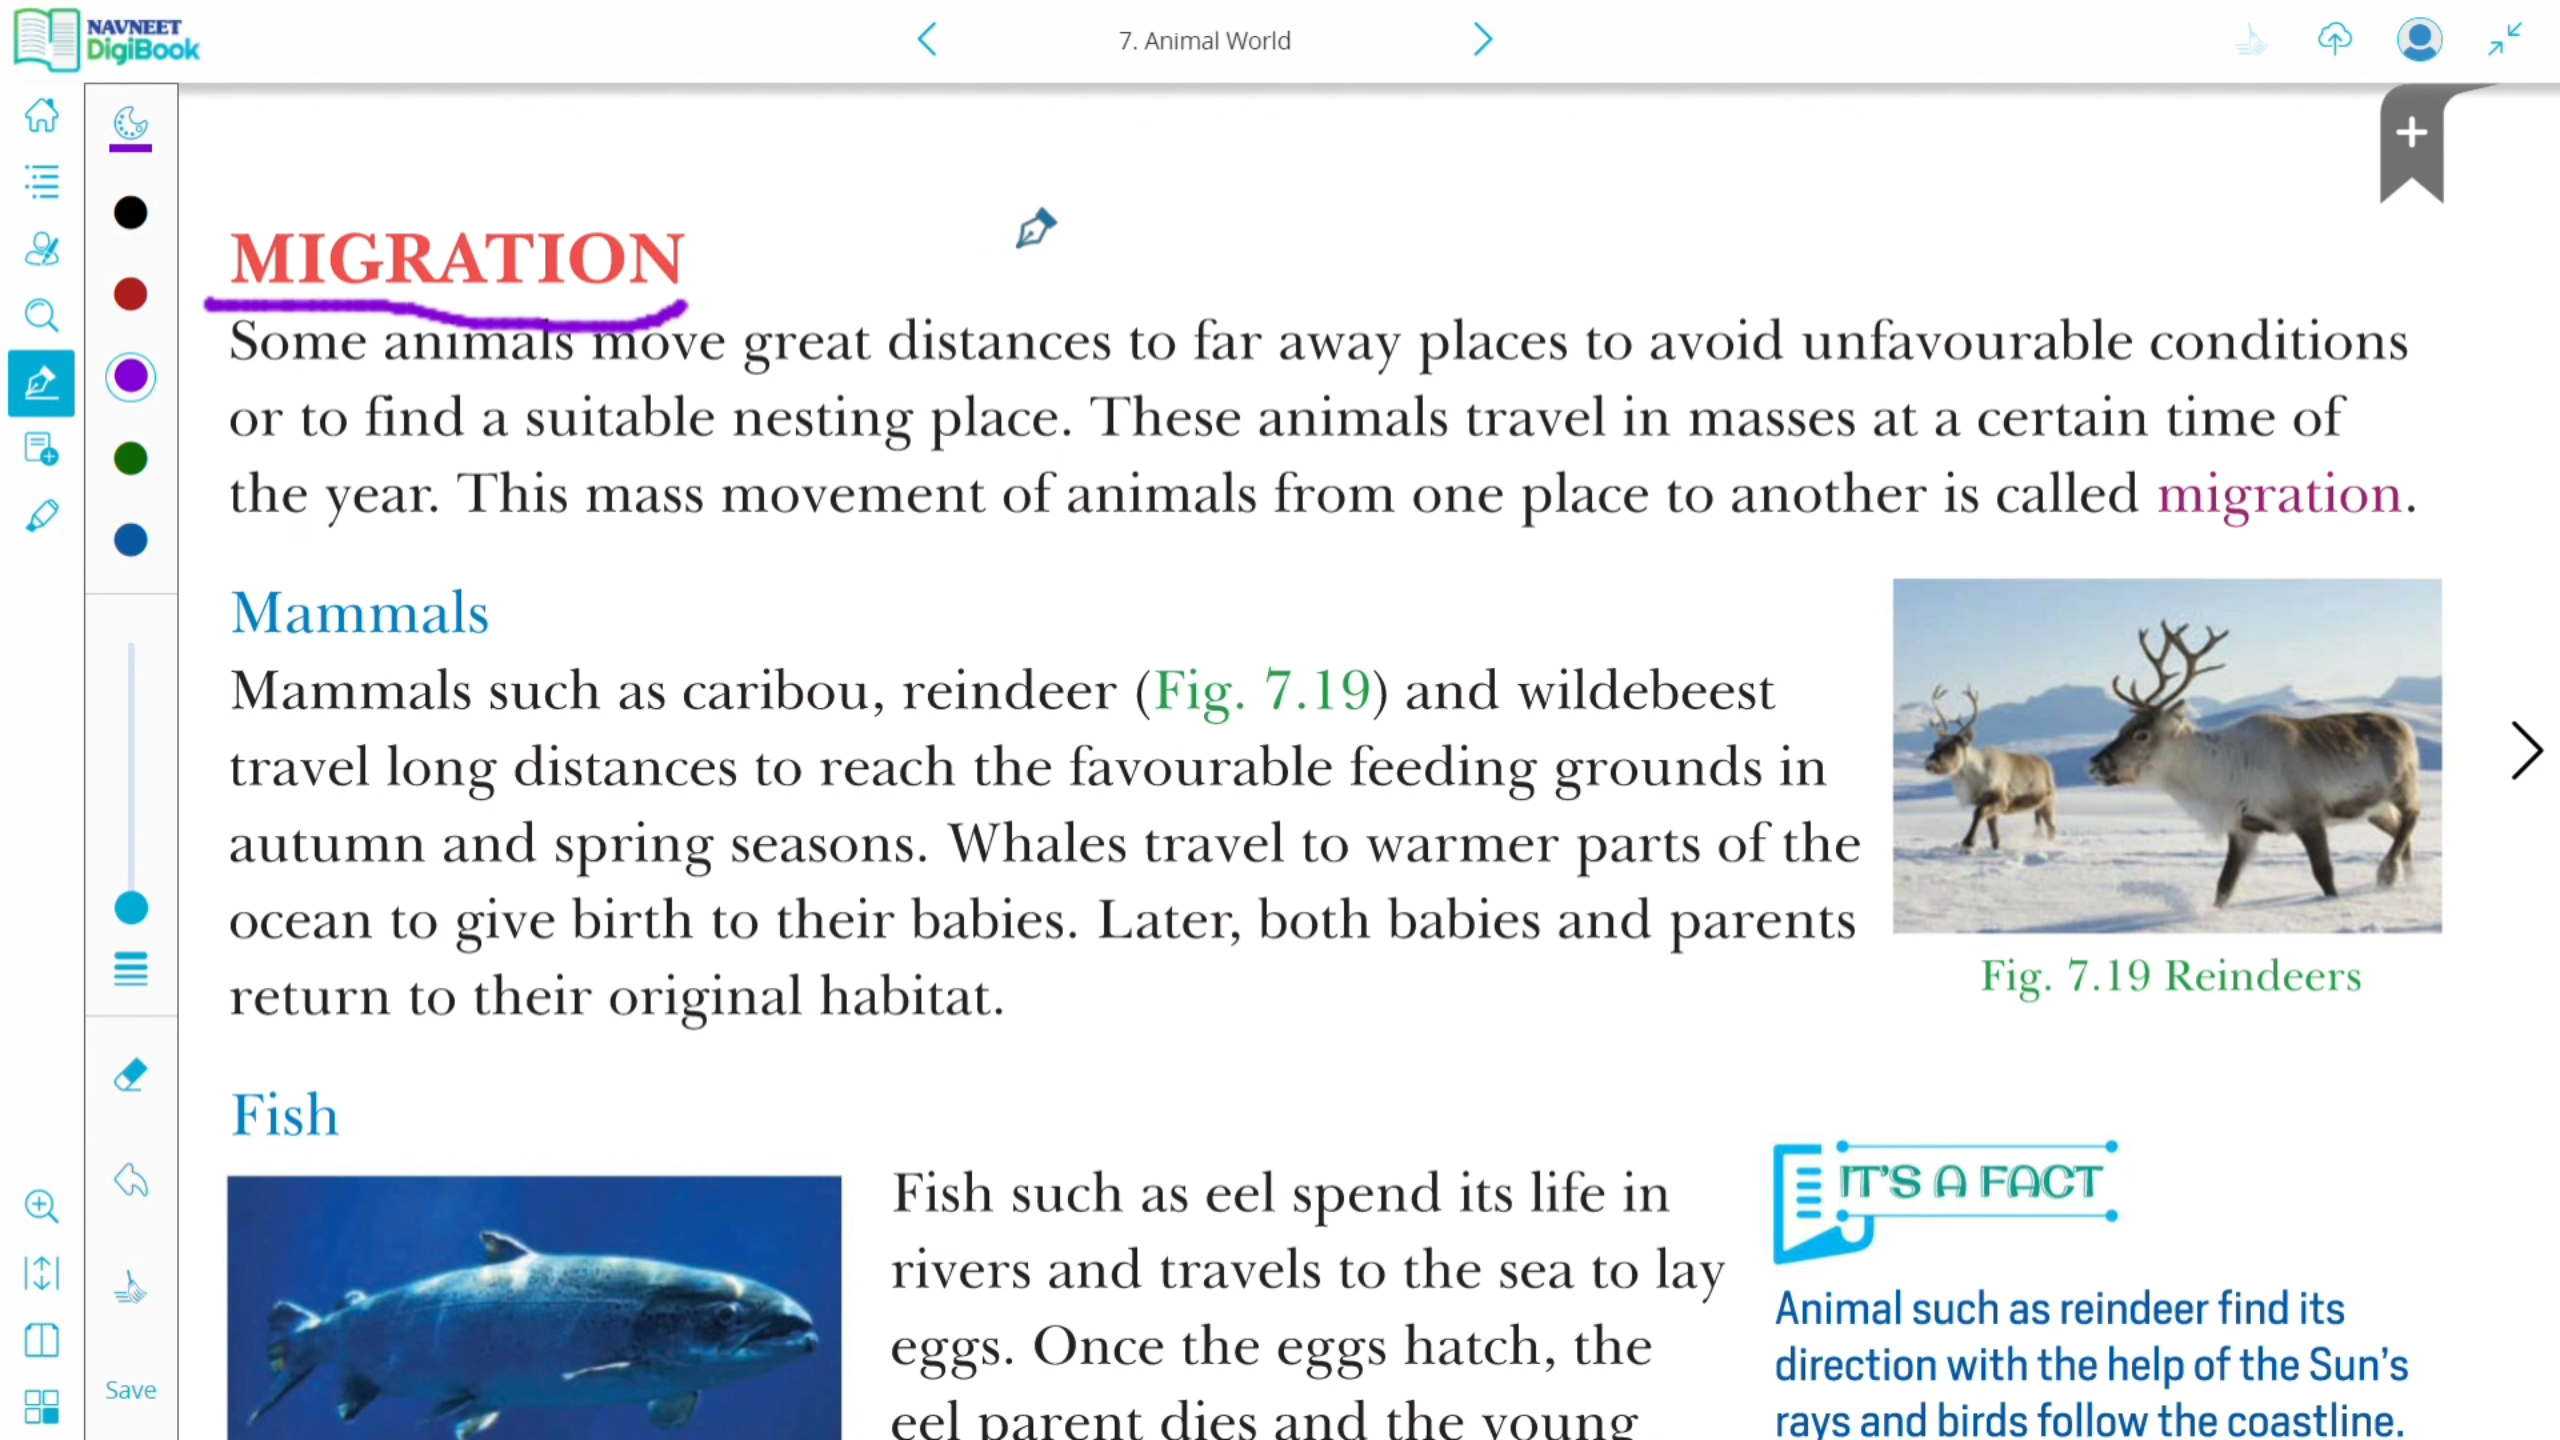 NAVNEET
DigiBook
7. Animal World
MIGRATION
Some animals move great distances to far away places to avoid unfavourable conditions
or to find a suitable nesting place. These animals travel in masses at a certain time of
the year. This mass movement of animals from one place to another is called migration.
Mammals
Mammals such as caribou, reindeer (Fig. 7.19) and wildebeest
travel long distances to reach the favourable feeding grounds in
autumn and spring seasons. Whales travel to warmer parts of the
ocean to give birth to their babies. Later, both babies and parents
return to their original habitat.
Fig. 7.19 Reindeers
Fish
Fish such as eel spend its life in
rivers and travels to the sea to lay
eggs. Once the eggs hatch, the
eel parent dies and the young
IT'S A FACT
Animal such as reindeer find its
direction with the help of the Sun's
rays and birds follow the coastline.
Save